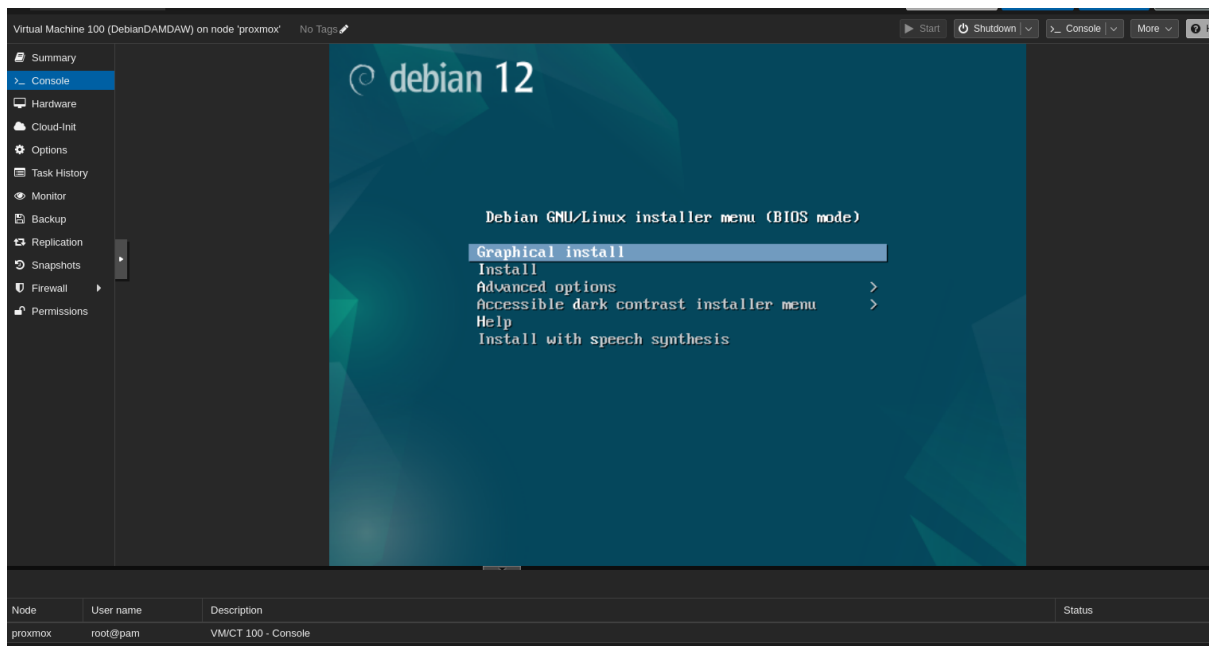 Virtual Machine 100 (DebianDAMDAW) on node 'proxmox' No Tags Start Shutdown >_ Console More
Summary
>_ Console
Hardware
Cloud-Init
Options
Task History
Monitor
Backup
Replication
Snapshots
Firewall
Permissions
debian 12
Debian GNU/Linux installer menu (BIOS mode)
Graphical install
Install
Advanced options >
Accessible dark contrast installer menu >
Help
Install with speech synthesis
Node User name Description Status
proxmox root@pam VM/CT 100 - Console